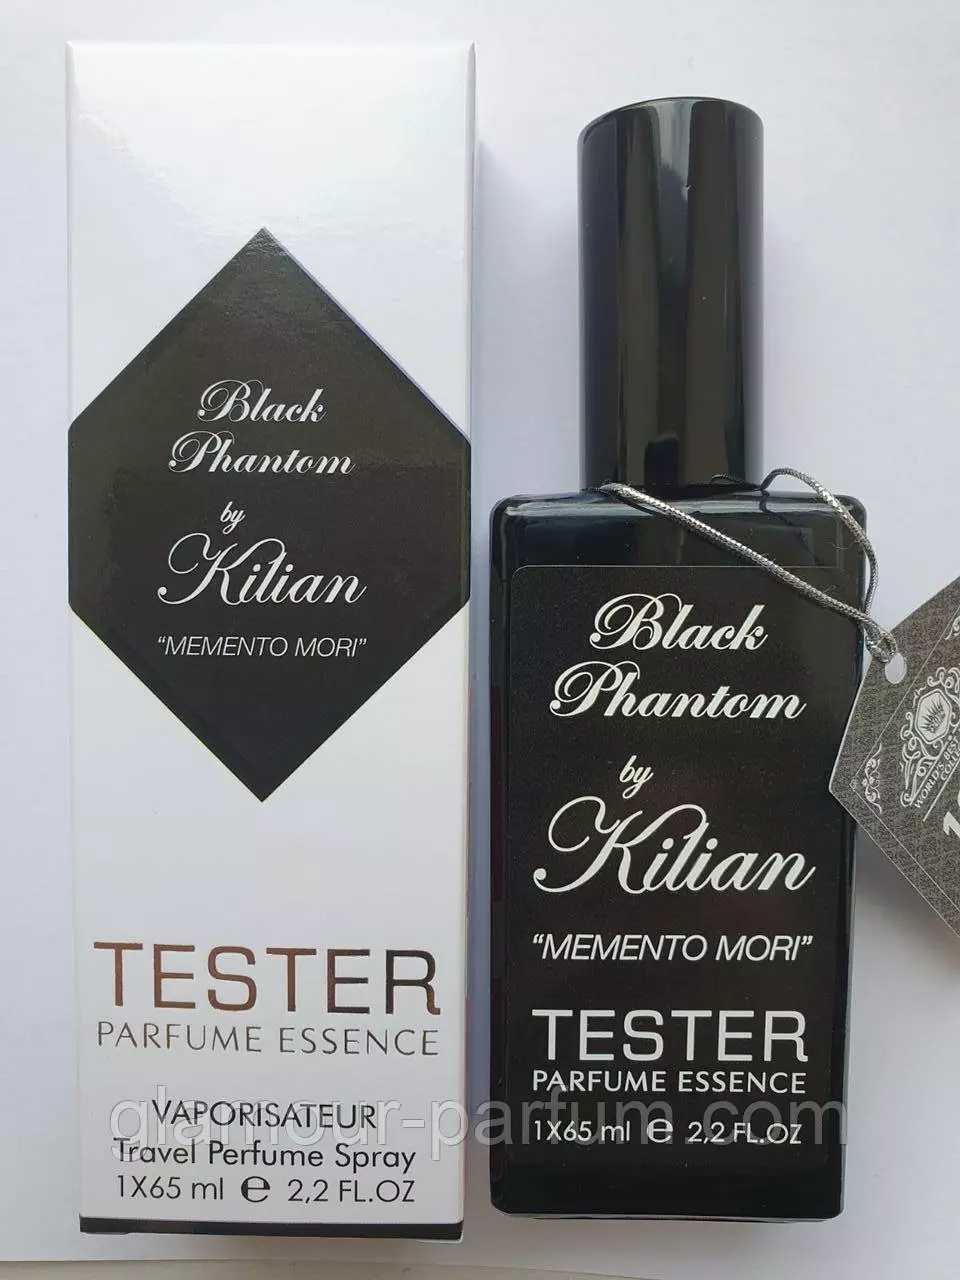 Black
Phantom
by
Kilian
“MEMENTO MORI”
TESTER
PARFUME ESSENCE
VAPORISATEUR
Travel Perfume Spray
1X65 ml e 2,2 FL.OZ
Black
Phantom
by
Kilian
“MEMENTO MORI”
TESTER
PARFUME ESSENCE
1X65 ml e 2,2 FL.OZ
WORLD'S
glamour-parfum.com